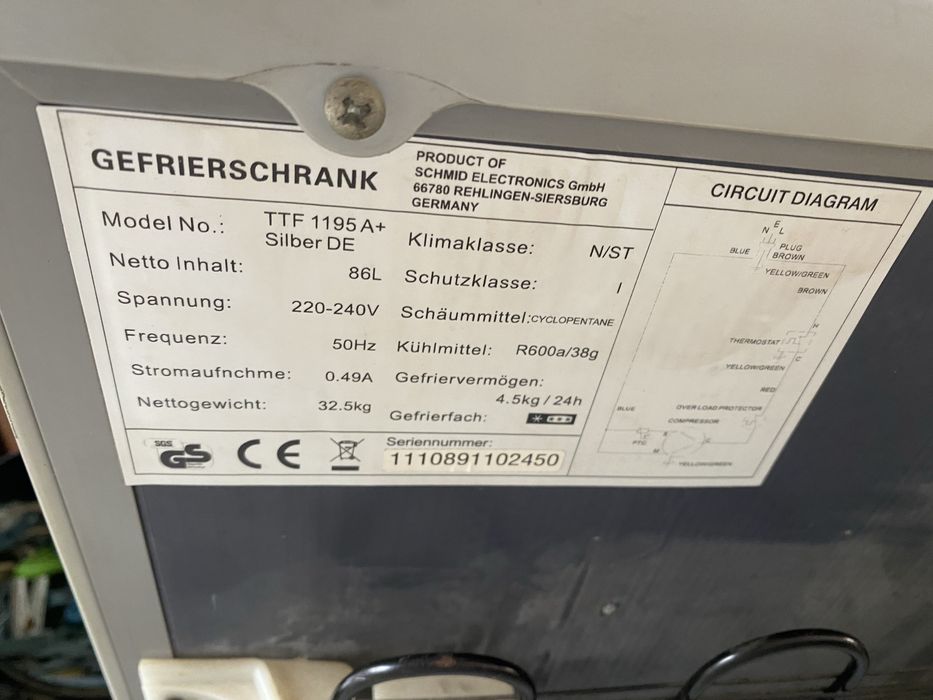 GEFRIERSCHRANK
PRODUCT OF
SCHMID ELECTRONICS GmbH
66780 REHLINGEN-SIERSBURG
GERMANY
Model No.: TTF 1195 A+
Silber DE
Netto Inhalt: 86L
Spannung: 220-240V
Frequenz: 50Hz
Stromaufnchme: 0.49A
Nettogewicht: 32.5kg
Klimaklasse: N/ST
Schutzklasse: I
Schäummittel: CYCLOPENTANE
Kühlmittel: R600a/38g
Gefriervermögen:
4.5kg / 24h
Gefrierfach:
SGS
GS
CE
Seriennummer:
1110891102450
CIRCUIT DIAGRAM
E
N L
PLUG
BLUE BROWN
YELLOW/GREEN
BROWN
H
THERMOSTAT
C
YELLOW/GREEN
RED
BLUE
OVER LOAD PROTECTOR
COMPRESSOR
PTC
M
YELLOW/GREEN